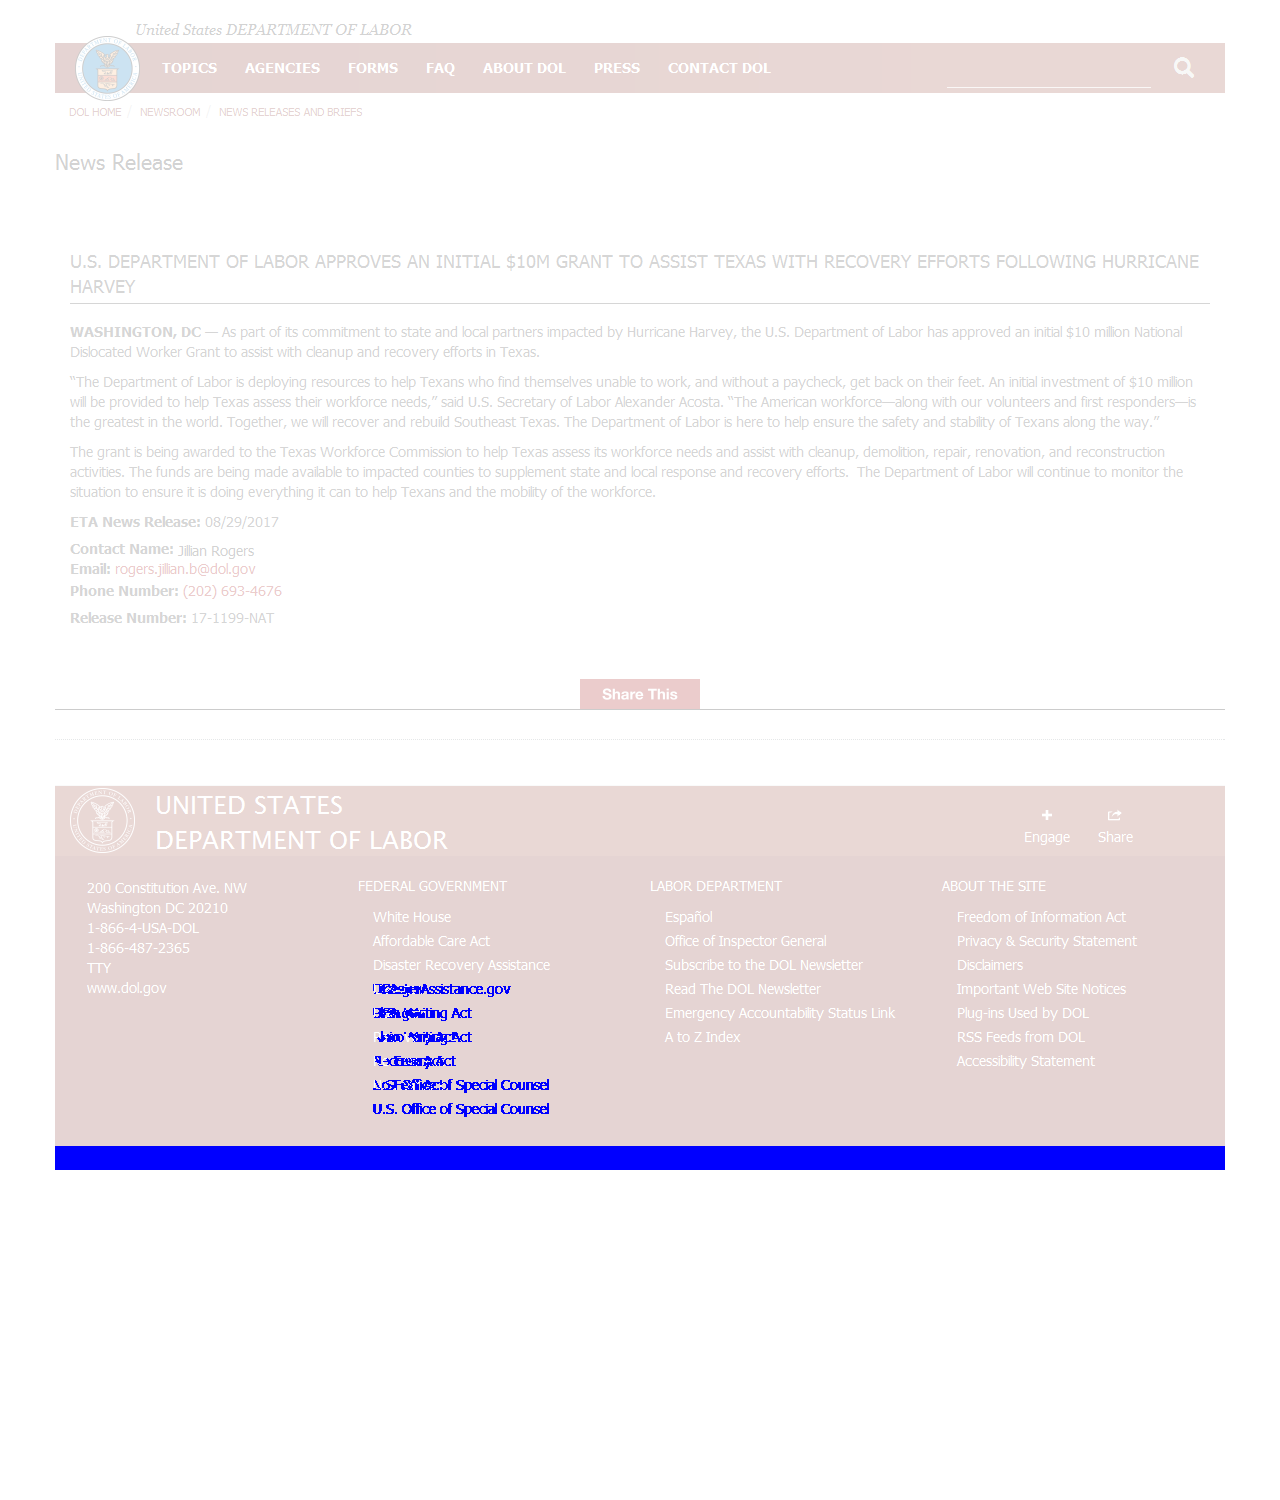 United States DEPARTMENT OF LABOR
TOPICS AGENCIES FORMS FAQ ABOUT DOL PRESS CONTACT DOL
DOL HOME / NEWSROOM / NEWS RELEASES AND BRIEFS
News Release
U.S. DEPARTMENT OF LABOR APPROVES AN INITIAL $10M GRANT TO ASSIST TEXAS WITH RECOVERY EFFORTS FOLLOWING HURRICANE
HARVEY
WASHINGTON, DC — As part of its commitment to state and local partners impacted by Hurricane Harvey, the U.S. Department of Labor has approved an initial $10 million National
Dislocated Worker Grant to assist with cleanup and recovery efforts in Texas.
“The Department of Labor is deploying resources to help Texans who find themselves unable to work, and without a paycheck, get back on their feet. An initial investment of $10 million
will be provided to help Texas assess their workforce needs,” said U.S. Secretary of Labor Alexander Acosta. “The American workforce—along with our volunteers and first responders—is
the greatest in the world. Together, we will recover and rebuild Southeast Texas. The Department of Labor is here to help ensure the safety and stability of Texans along the way.”
The grant is being awarded to the Texas Workforce Commission to help Texas assess its workforce needs and assist with cleanup, demolition, repair, renovation, and reconstruction
activities. The funds are being made available to impacted counties to supplement state and local response and recovery efforts.  The Department of Labor will continue to monitor the
situation to ensure it is doing everything it can to help Texans and the mobility of the workforce.
ETA News Release: 08/29/2017
Contact Name: Jillian Rogers
Email: rogers.jillian.b@dol.gov
Phone Number: (202) 693-4676
Release Number: 17-1199-NAT
Share This
UNITED STATES
DEPARTMENT OF LABOR
Engage Share
200 Constitution Ave. NW
Washington DC 20210
1-866-4-USA-DOL
1-866-487-2365
TTY
www.dol.gov
FEDERAL GOVERNMENT
White House
Affordable Care Act
Disaster Recovery Assistance
Assistance.gov
Act
Act
Act
Office of Special Counsel
U.S. Office of Special Counsel
LABOR DEPARTMENT
Español
Office of Inspector General
Subscribe to the DOL Newsletter
Read The DOL Newsletter
Emergency Accountability Status Link
A to Z Index
ABOUT THE SITE
Freedom of Information Act
Privacy & Security Statement
Disclaimers
Important Web Site Notices
Plug-ins Used by DOL
RSS Feeds from DOL
Accessibility Statement